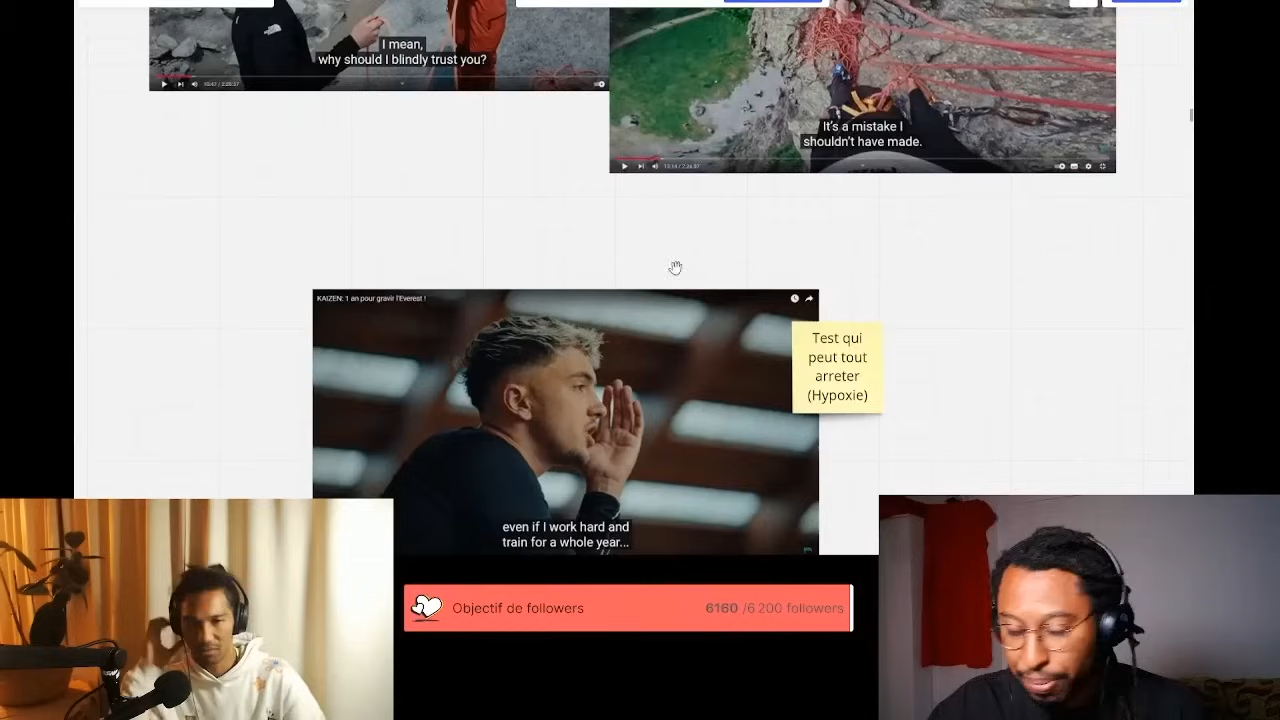 I mean,
why should I blindly trust you?
It's a mistake I
shouldn't have made.
KAIZEN: 1 an pour gravir l'Everest !
Test qui
peut tout
arreter
(Hypoxie)
even if I work hard and
train for a whole year...
Objectif de followers
6160 /6 200 followers